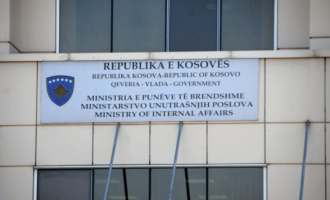 REPUBLIKA E KOSOVËS
REPUBLIKA KOSOVA-REPUBLIC OF KOSOVO
QEVERIA - VLADA - GOVERNMENT
MINISTRIA E PUNËVE TË BRENDSHME
MINISTARSTVO UNUTRAŠNJIH POSLOVA
MINISTRY OF INTERNAL AFFAIRS